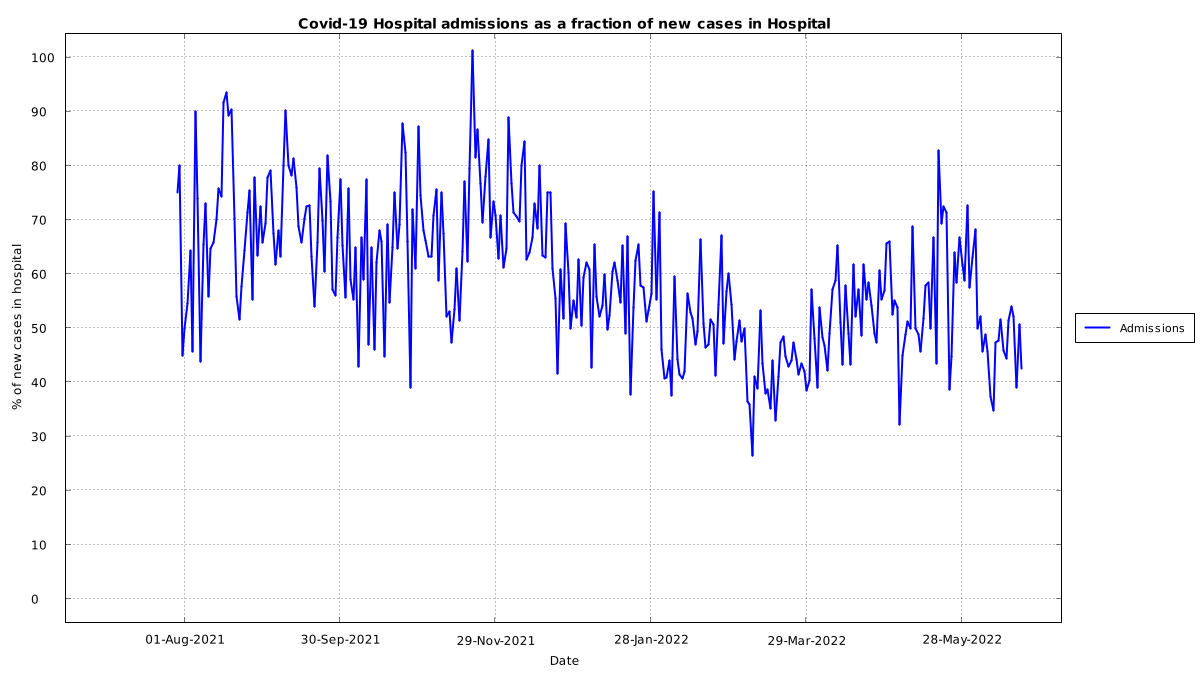 Covid-19 Hospital admissions as a fraction of new cases in Hospital
% of new cases in hospital
100
90
80
70
60
50
40
30
20
10
0
01-Aug-2021
30-Sep-2021
29-Nov-2021
28-Jan-2022
29-Mar-2022
28-May-2022
Date
Admissions